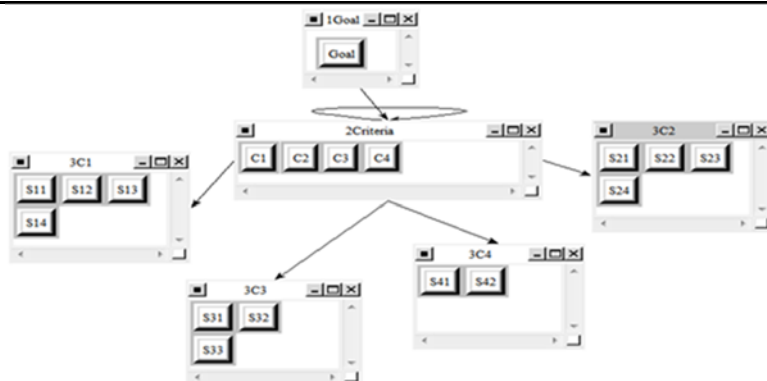 1Goal
Goal
2Criteria
C1 C2 C3 C4
3C2
S21 S22 S23
S24
3C1
S11 S12 S13
S14
3C4
S41 S42
3C3
S31 S32
S33